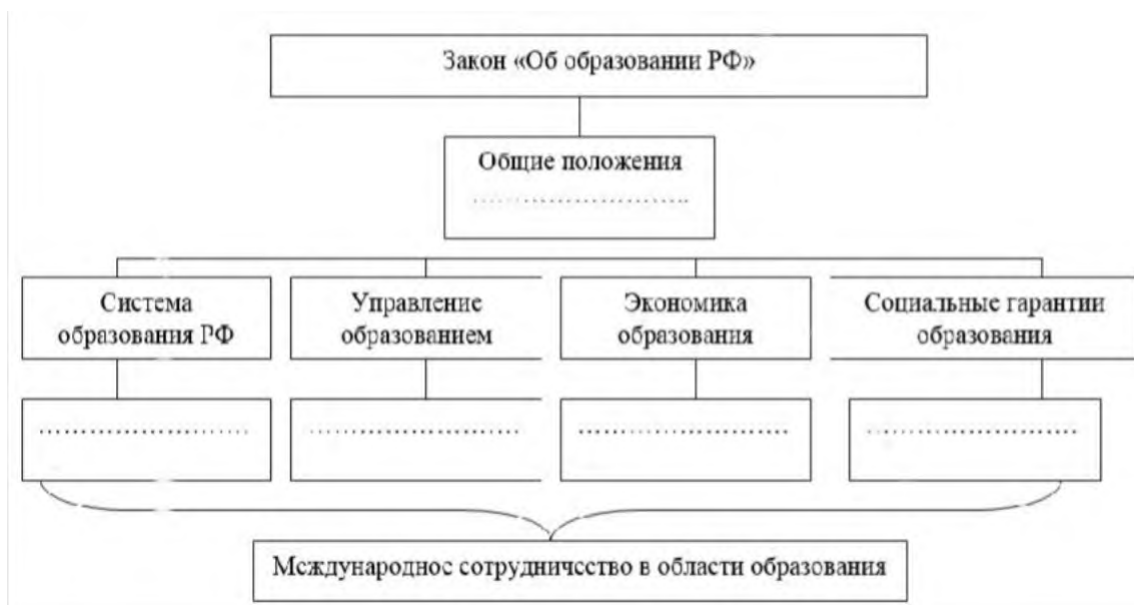 Закон «Об образовании РФ»
Общие положения
................................
Система
образования РФ
Управление
образованием
Экономика
образования
Социальные гарантии
образования
................................
................................
................................
................................
Международное сотрудничество в области образования